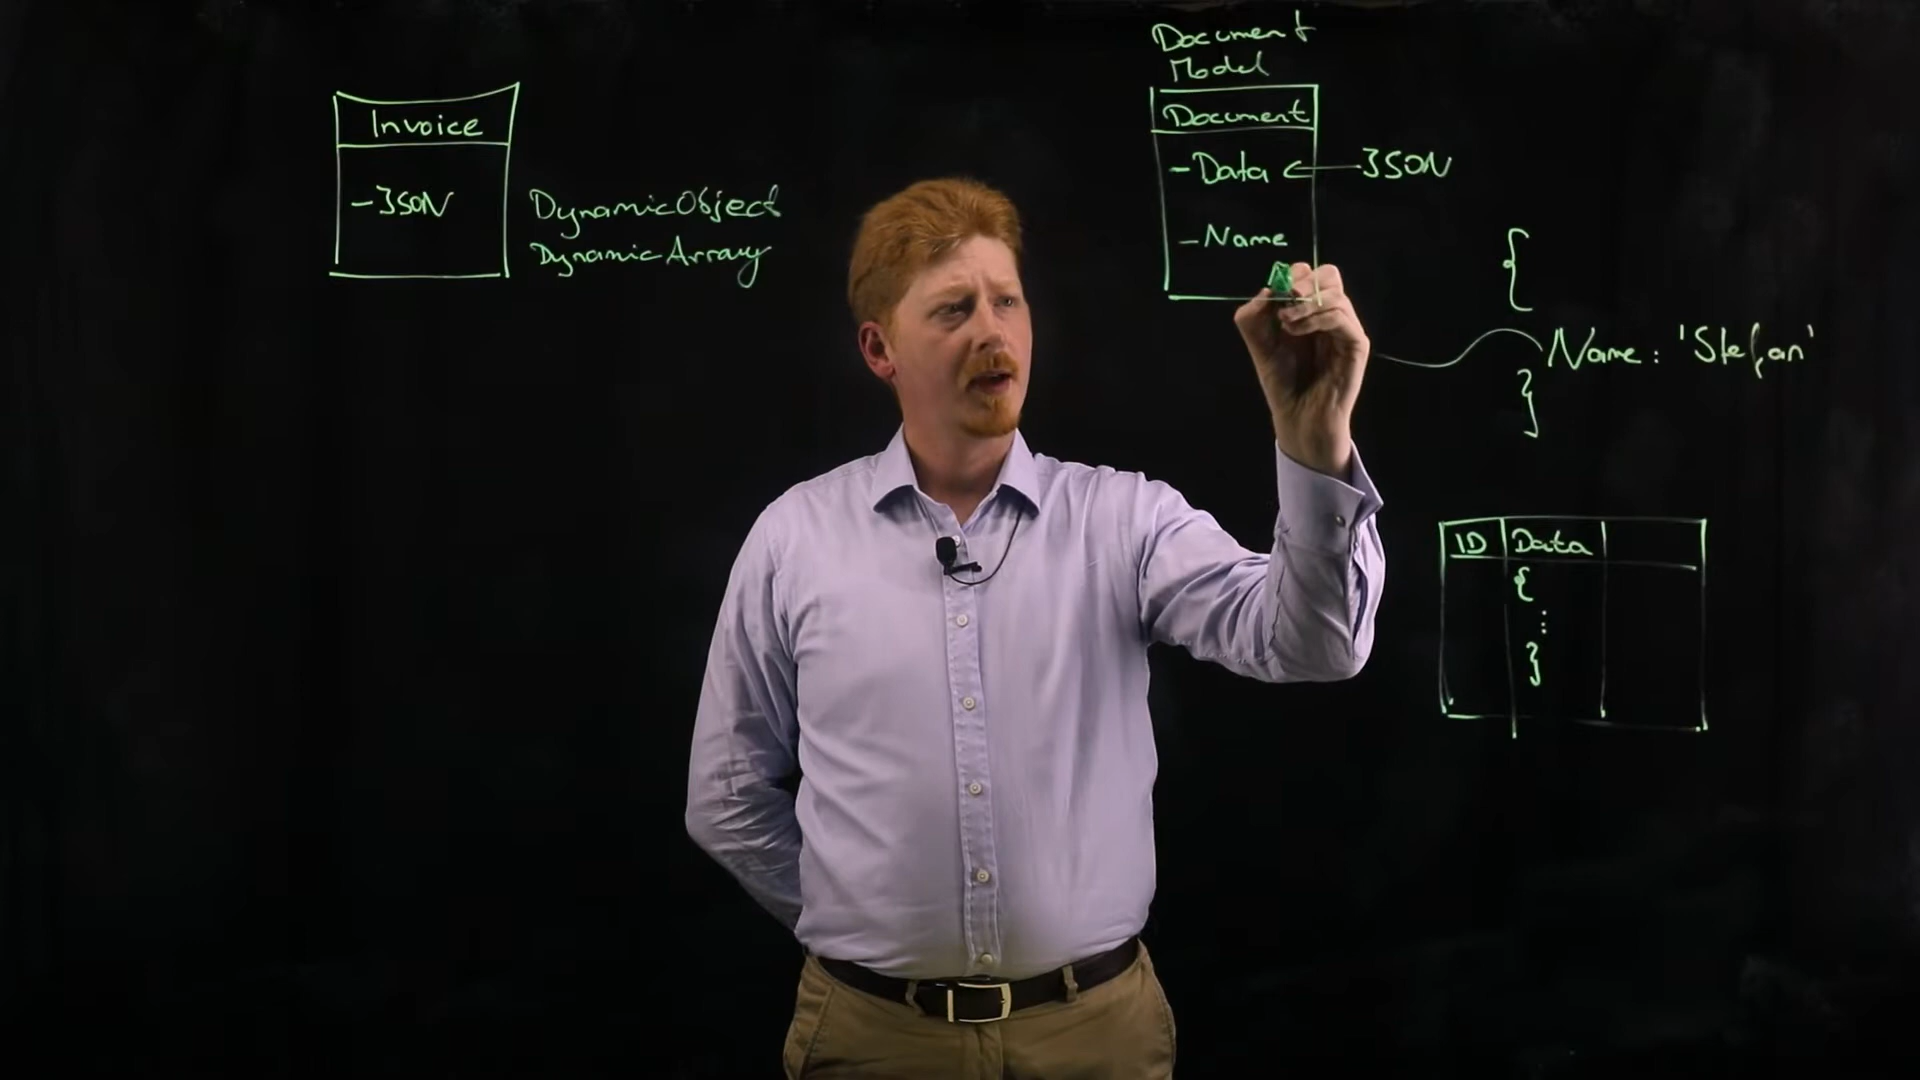 Invoice
-JSON
DynamicObject
DynamicArray
Document
Model
Document
-Data
JSON
-Name
{
Name: 'Stefan'
}
ID
Data
{
⋮
}